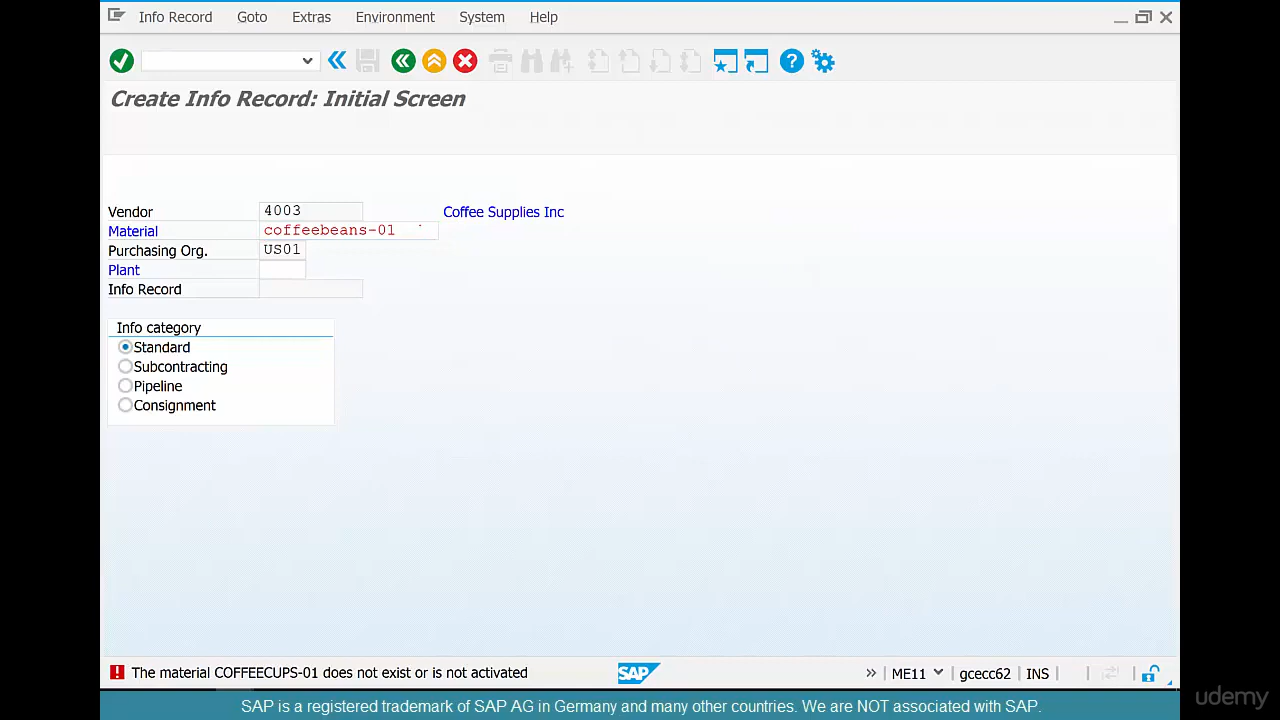 Info Record Goto Extras Environment System Help
Create Info Record: Initial Screen
Vendor 4003 Coffee Supplies Inc
Material coffeebeans-01
Purchasing Org. US01
Plant
Info Record
Info category
Standard
Subcontracting
Pipeline
Consignment
The material COFFEECUPS-01 does not exist or is not activated SAP ME11 gcecc62 INS
SAP is a registered trademark of SAP AG in Germany and many other countries. We are NOT associated with SAP.
udemy